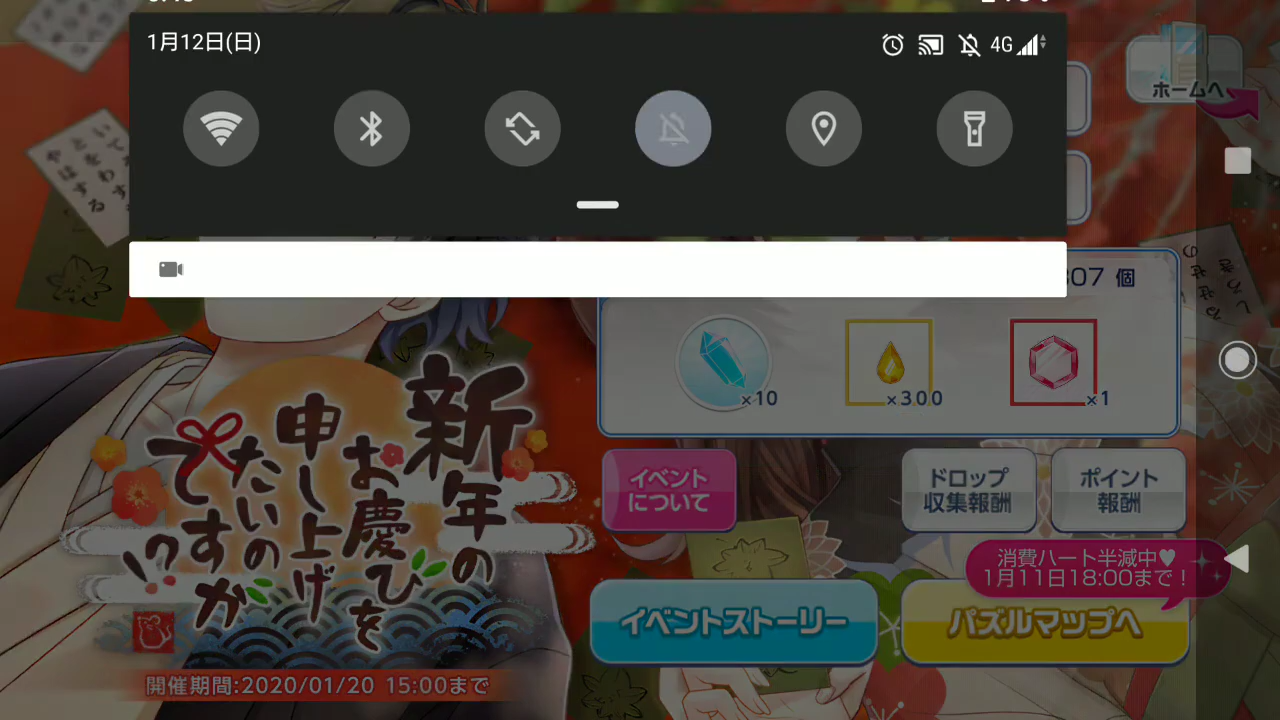 1月12日(日)
4G
ホームへ
307 個
×10
×300
×1
新年の
お慶びを
申し上げ
たいの
ですが
!?
イベント
について
ドロップ
収集報酬
ポイント
報酬
消費ハート半減中♥
1月11日18:00まで！
イベントストーリー
パズルマップへ
開催期間:2020/01/20 15:00まで